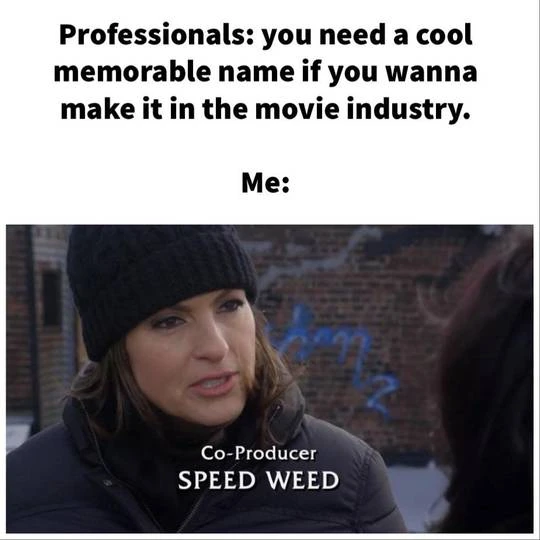 Professionals: you need a cool
memorable name if you wanna
make it in the movie industry.
Me:
Co-Producer
SPEED WEED